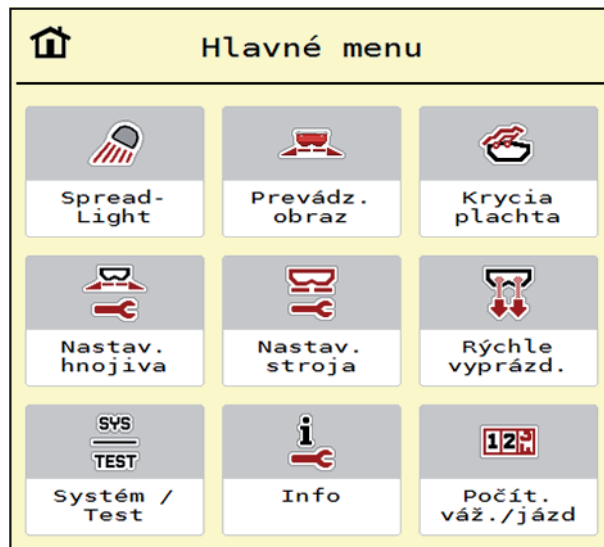 Hlavné menu
Spread-
Light
Prevádz.
obraz
Krycia
plachta
Nastav.
hnojiva
Nastav.
stroja
Rýchle
vyprázd.
SYS
TEST
Systém /
Test
i
Info
123
Počít.
váž./jázd